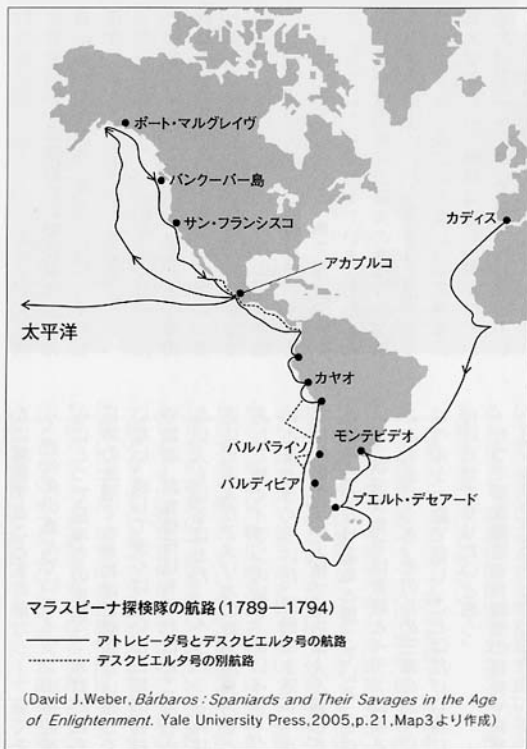 ポート・マルグレイヴ
バンクーバー島
サン・フランシスコ
カディス
アカプルコ
太平洋
カヤオ
バルパライソ
モンテビデオ
バルディビア
プエルト・デセアード
マラスピーナ探検隊の航路(1789—1794)
アトレビーダ号とデスクビエルタ号の航路
デスクビエルタ号の別航路
(David J.Weber, Bárbaros : Spaniards and Their Savages in the Age
of Enlightenment. Yale University Press,2005,p.21,Map3より作成)